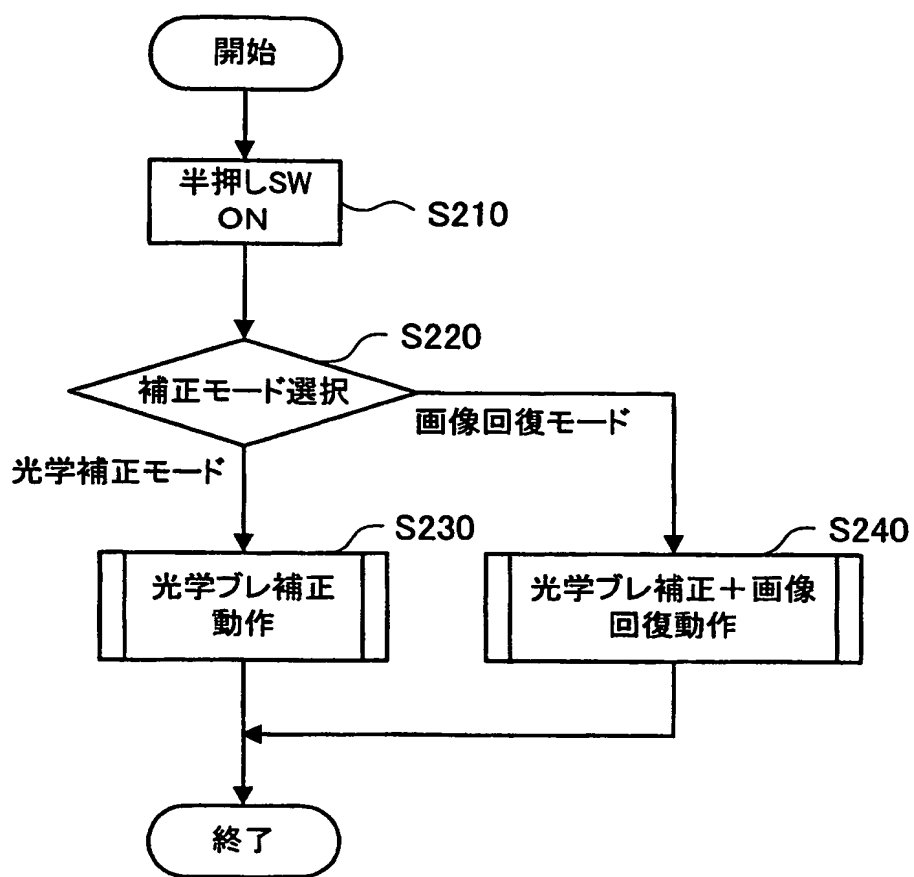 開始
半押しSW
ON
S210
S220
補正モード選択
画像回復モード
光学補正モード
S230
光学ブレ補正
動作
S240
光学ブレ補正+画像
回復動作
終了